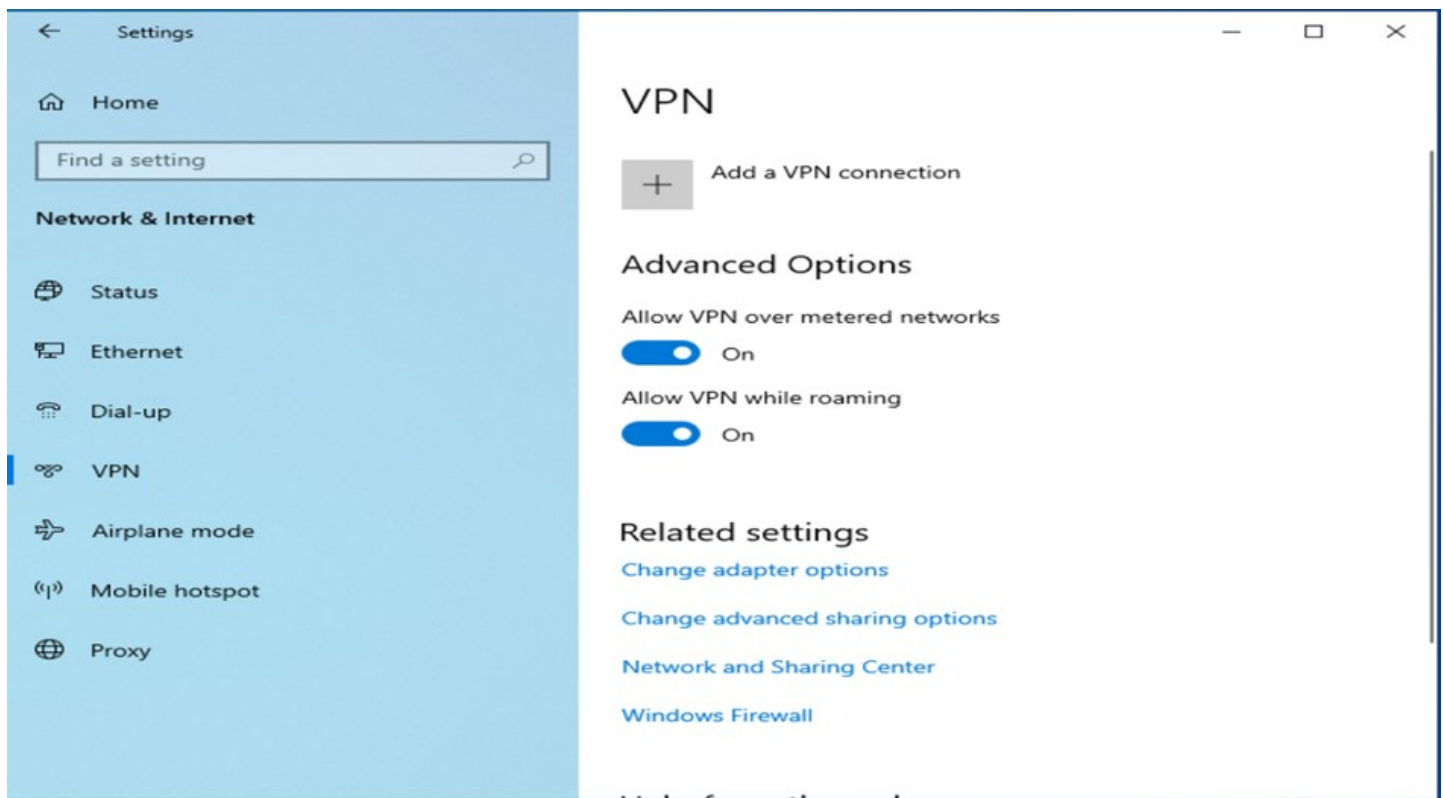 Settings
Home
Find a setting
Network & Internet
Status
Ethernet
Dial-up
VPN
Airplane mode
Mobile hotspot
Proxy
VPN
Add a VPN connection
Advanced Options
Allow VPN over metered networks
On
Allow VPN while roaming
On
Related settings
Change adapter options
Change advanced sharing options
Network and Sharing Center
Windows Firewall